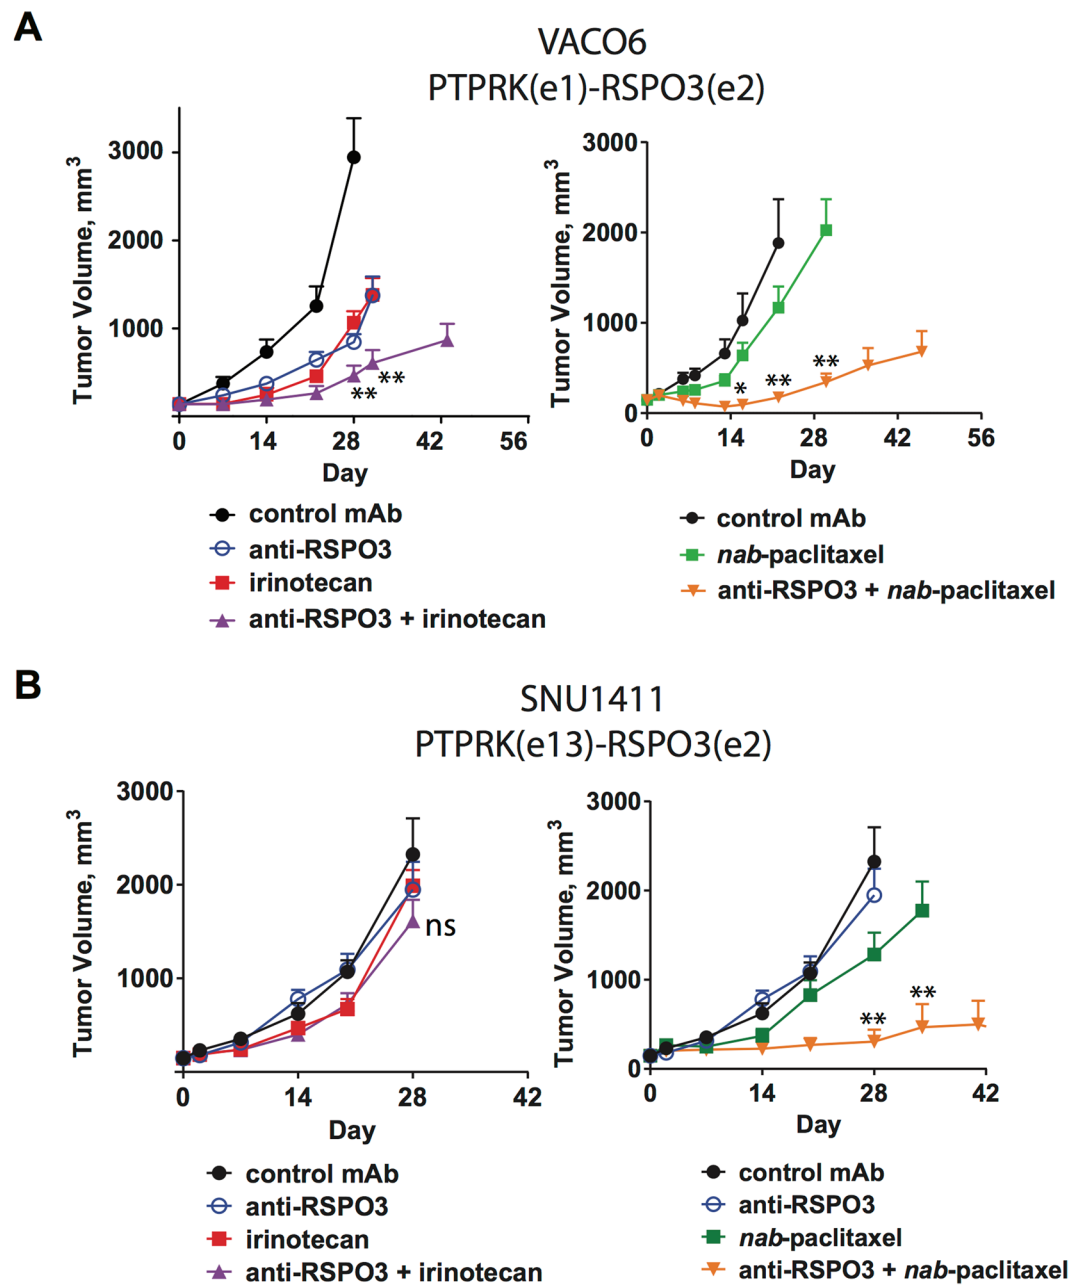 A
VACO6
PTPRK(e1)-RSPO3(e2)
Tumor Volume, mm³
3000
2000
1000
0 14 28 42 56
Day
**
**
control mAb
anti-RSPO3
irinotecan
anti-RSPO3 + irinotecan
Tumor Volume, mm³
3000
2000
1000
0
0 14 28 42 56
Day
*
**
**
control mAb
nab-paclitaxel
anti-RSPO3 + nab-paclitaxel
B
SNU1411
PTPRK(e13)-RSPO3(e2)
Tumor Volume, mm³
3000
2000
1000
0 14 28 42
Day
ns
control mAb
anti-RSPO3
irinotecan
anti-RSPO3 + irinotecan
Tumor Volume, mm³
3000
2000
1000
0
0 14 28 42
Day
**
**
control mAb
anti-RSPO3
nab-paclitaxel
anti-RSPO3 + nab-paclitaxel